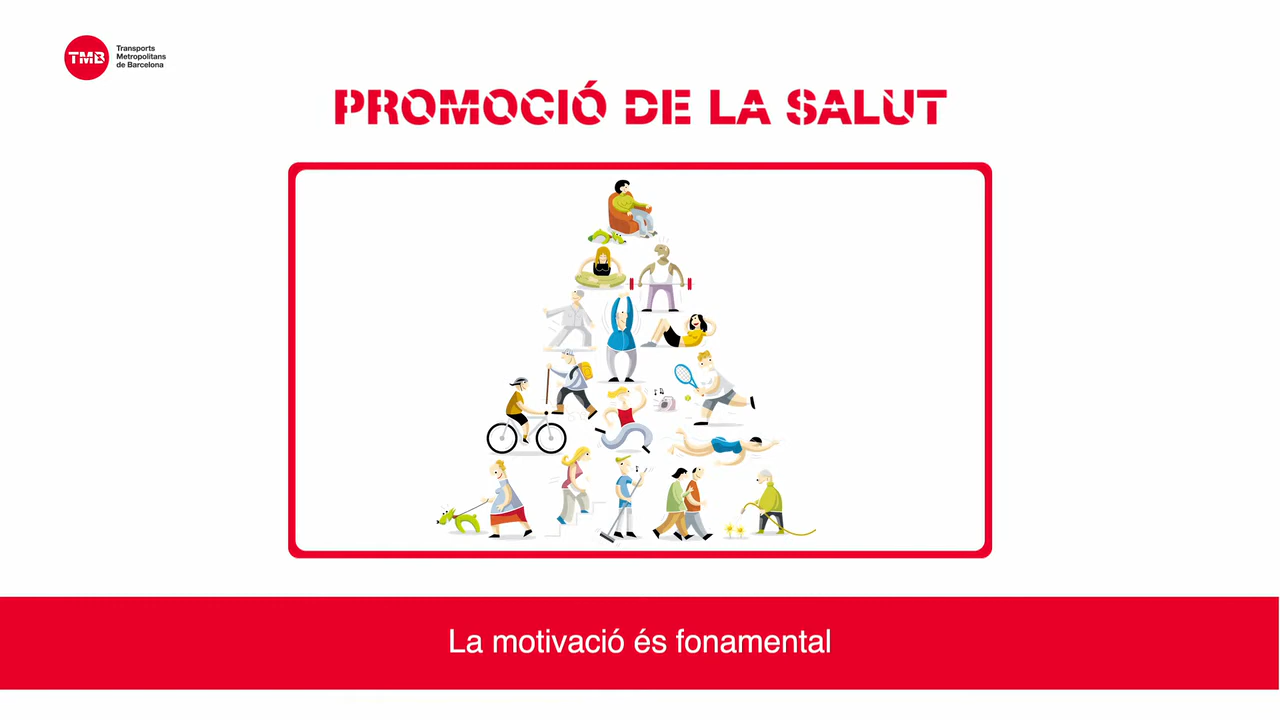 TMB
Transports
Metropolitans
de Barcelona
PROMOCIÓ DE LA SALUT
La motivació és fonamental